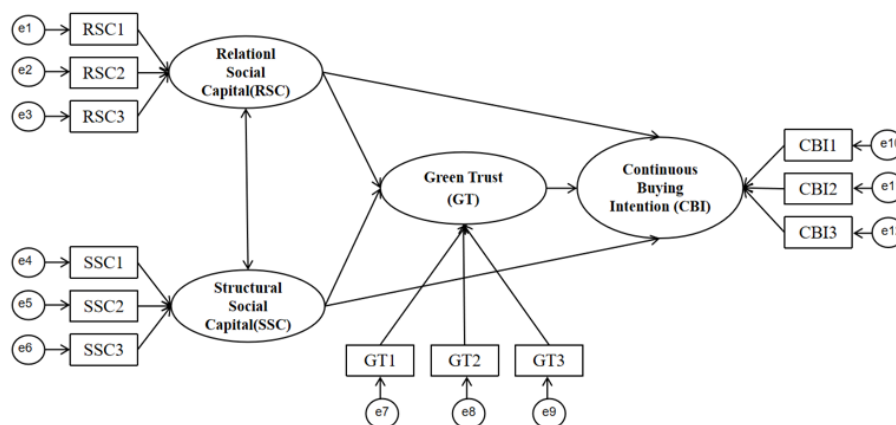 e1
RSC1
e2
RSC2
e3
RSC3
Relationl
Social
Capital(RSC)
e4
SSC1
e5
SSC2
e6
SSC3
Structural
Social
Capital(SSC)
Green Trust
(GT)
GT1
GT2
GT3
e7
e8
e9
Continuous
Buying
Intention (CBI)
CBI1
CBI2
CBI3